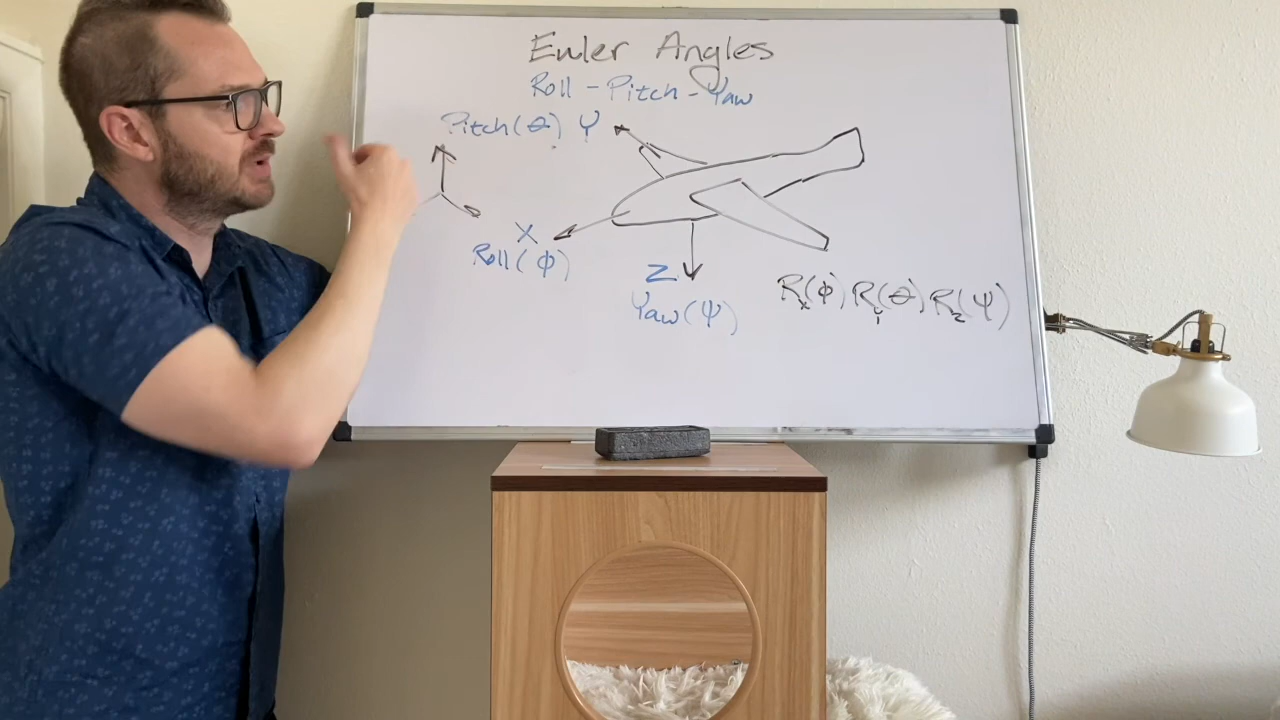 Euler Angles
Roll - Pitch - Yaw
Pitch (θ) Y
X
Roll (ϕ)
Z
Yaw (Ψ)
Rx(ϕ) Ry(θ) Rz(Ψ)